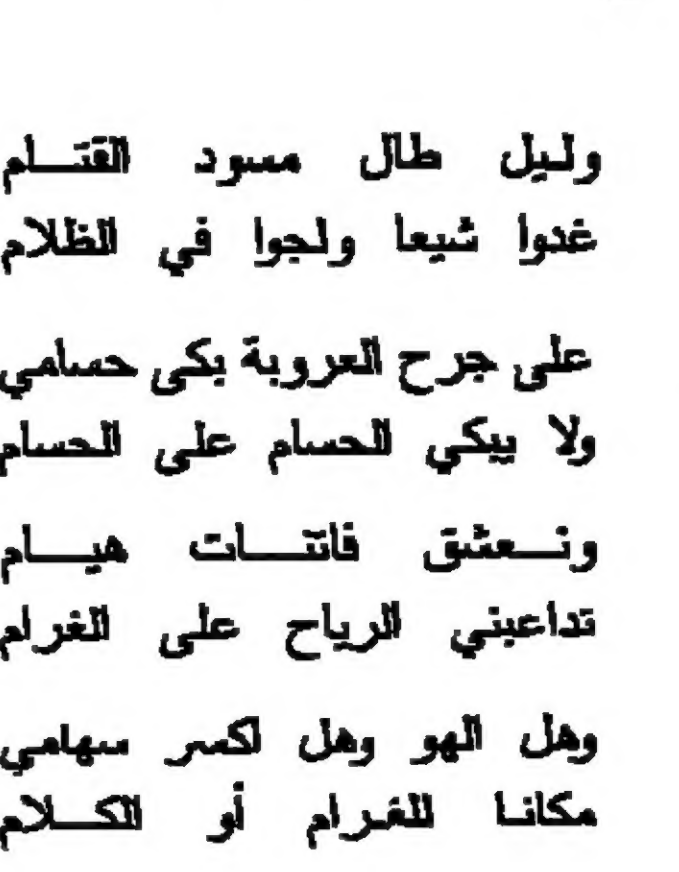 وليل طال مسود القتام
غدوا شيعا ولجوا في الظلام
على جرح العروبة بكى حسامي
ولا يبكي الحسام على الحسام
ونعشق فاتنات هيام
تداعبني الرياح على الغرام
وهل الهو وهل اكسر سهامي
مكانا للغرام أو الكلام